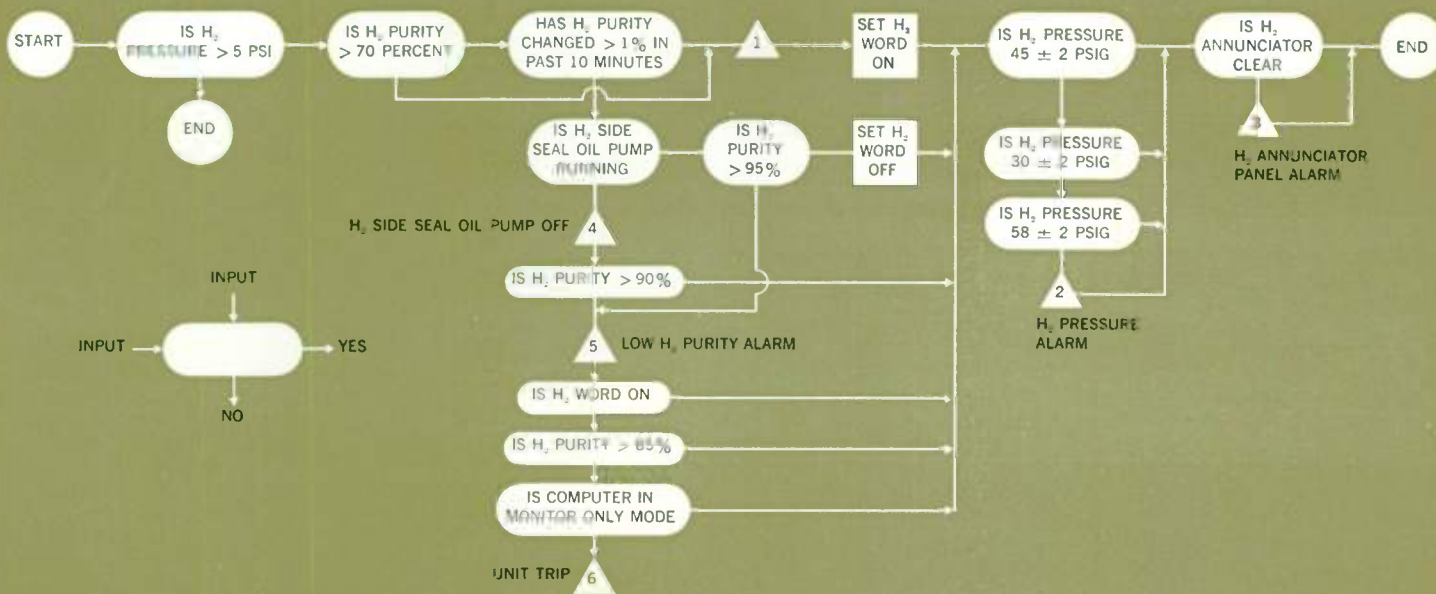 START
IS H₂
PRESSURE > 5 PSI
END
IS H₂ PURITY
> 70 PERCENT
HAS H₂ PURITY
CHANGED > 1% IN
PAST 10 MINUTES
1
SET H₂
WORD
ON
IS H₂ PRESSURE
45 ± 2 PSIG
IS H₂
ANNUNCIATOR
CLEAR
END
IS H₂ SIDE
SEAL OIL PUMP
RUNNING
IS H₂
PURITY
> 95%
SET H₂
WORD
OFF
IS H₂ PRESSURE
30 ± 2 PSIG
3
H₂ ANNUNCIATOR
PANEL ALARM
IS H₂ PRESSURE
58 ± 2 PSIG
H₂ SIDE SEAL OIL PUMP OFF
4
IS H₂ PURITY > 90%
2
H₂ PRESSURE
ALARM
INPUT
INPUT
YES
NO
5
LOW H₂ PURITY ALARM
IS H₂ WORD ON
IS H₂ PURITY > 85%
IS COMPUTER IN
MONITOR ONLY MODE
UNIT TRIP
6